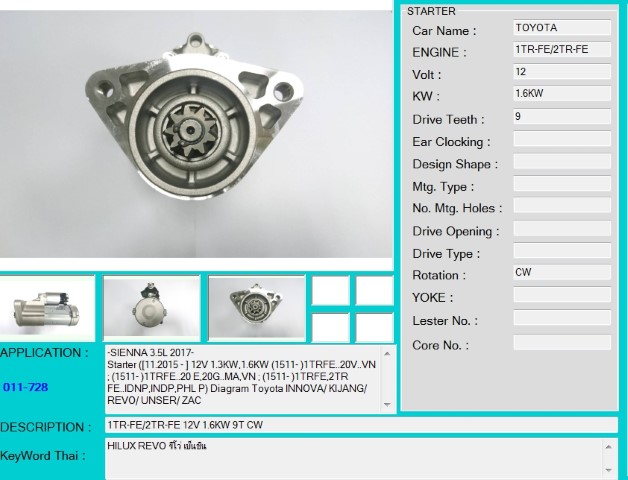 STARTER
Car Name : TOYOTA
ENGINE : 1TR-FE/2TR-FE
Volt : 12
KW : 1.6KW
Drive Teeth : 9
Ear Clocking :
Design Shape :
Mtg. Type :
No. Mtg. Holes :
Drive Opening :
Drive Type :
Rotation : CW
YOKE :
Lester No. :
Core No. :
APPLICATION :
011-728
-SIENNA 3.5L 2017-
Starter ([11.2015 - ] 12V 1.3KW,1.6KW (1511- )1TRFE..20V..VN
; (1511- )1TRFE..20 E,20G..MA,VN ; (1511- )1TRFE,2TR
FE..IDNP,INDP,PHL P) Diagram Toyota INNOVA/ KIJANG/
REVO/ UNSER/ ZAC
DESCRIPTION : 1TR-FE/2TR-FE 12V 1.6KW 9T CW
KeyWord Thai : HILUX REVO รีโว่ เบ็นซิน